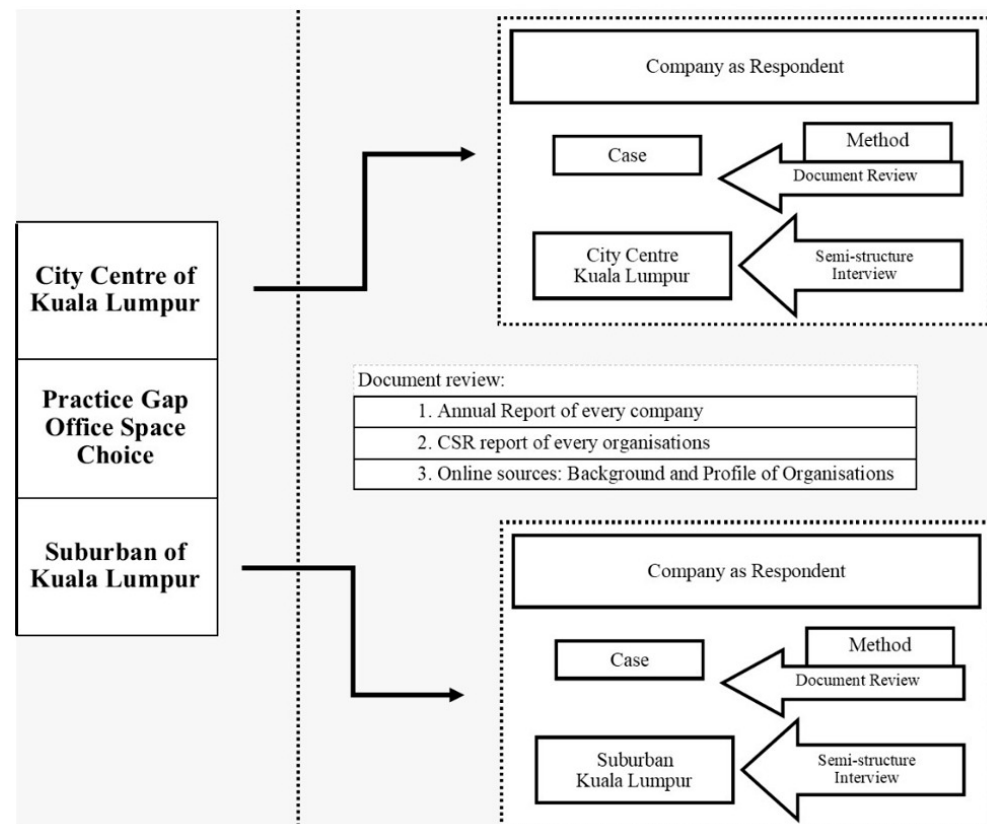 City Centre of
Kuala Lumpur
Practice Gap
Office Space
Choice
Suburban of
Kuala Lumpur
Company as Respondent
Case
Method
Document Review
City Centre
Kuala Lumpur
Semi-structure
Interview
Document review:
1. Annual Report of every company
2. CSR report of every organisations
3. Online sources: Background and Profile of Organisations
Company as Respondent
Case
Method
Document Review
Suburban
Kuala Lumpur
Semi-structure
Interview